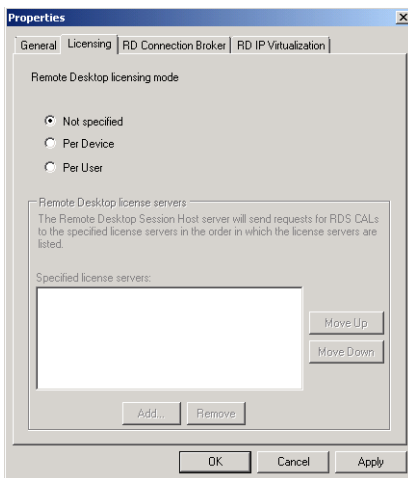 Properties
General
Licensing
RD Connection Broker
RD IP Virtualization
Remote Desktop licensing mode
Not specified
Per Device
Per User
Remote Desktop license servers
The Remote Desktop Session Host server will send requests for RDS CALs
to the specified license servers in the order in which the license servers are
listed.
Specified license servers:
Move Up
Move Down
Add...
Remove
OK
Cancel
Apply